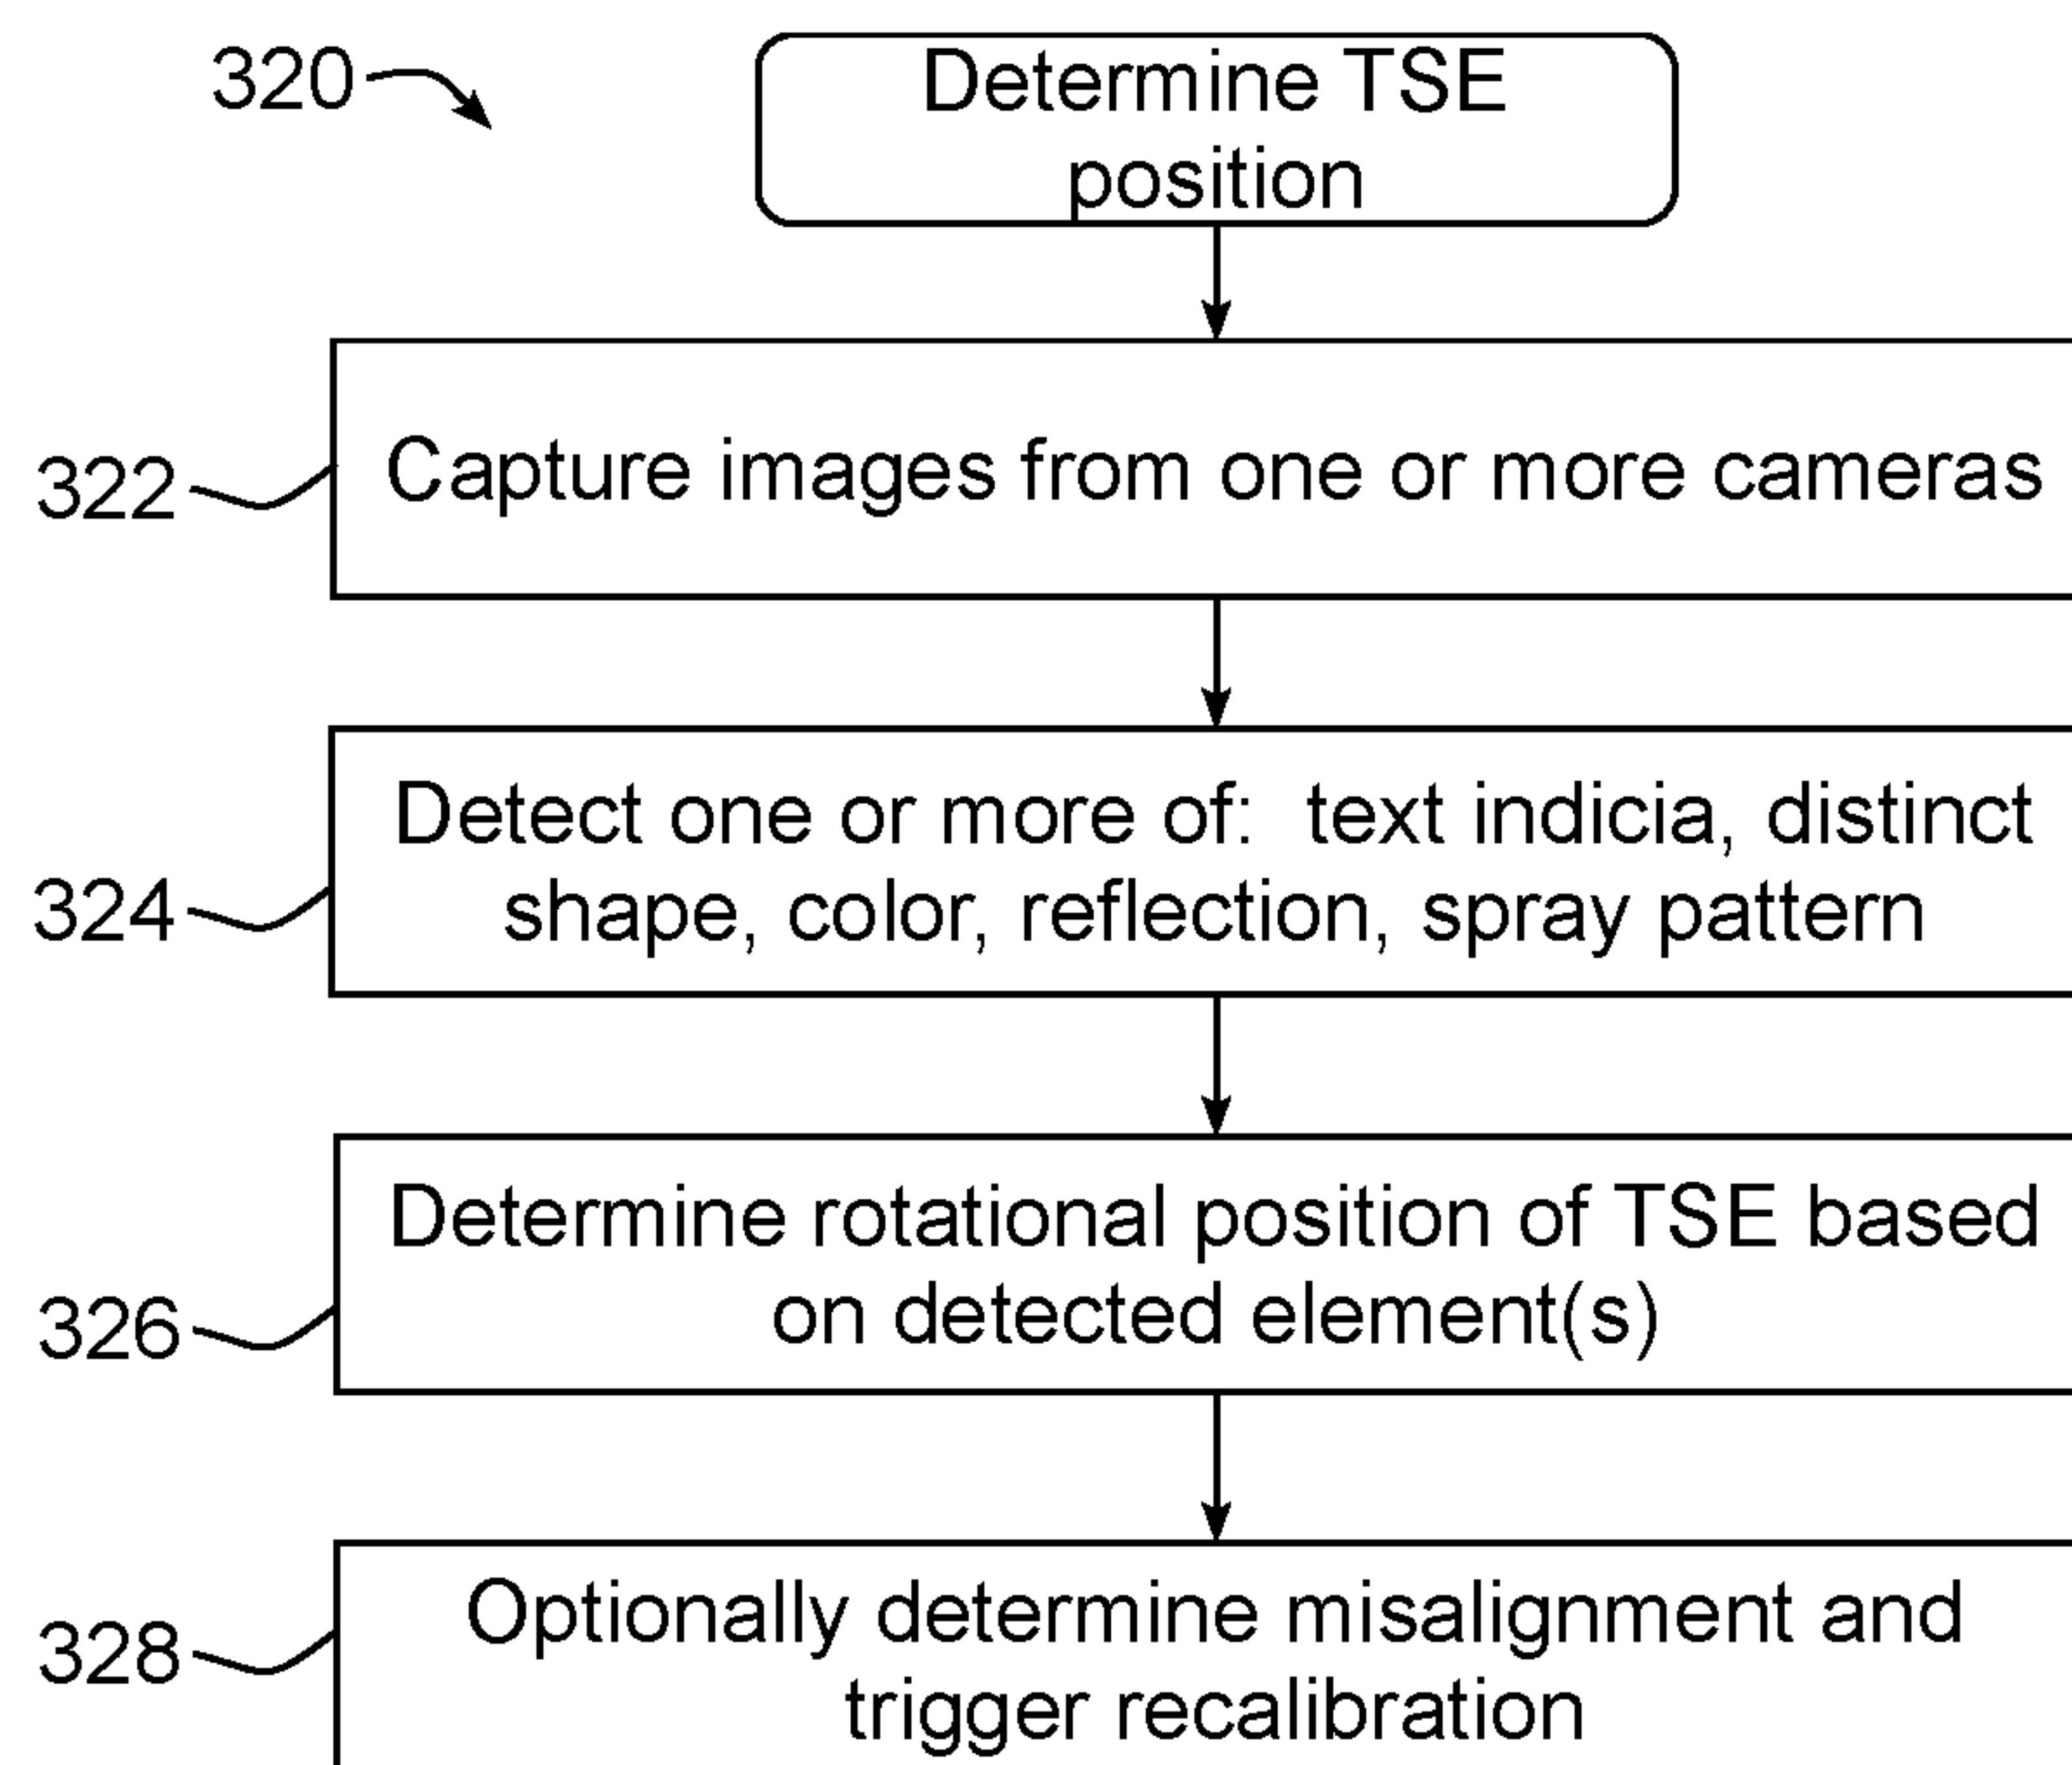 320
Determine TSE
position
322
Capture images from one or more cameras
324
Detect one or more of:  text indicia, distinct
shape, color, reflection, spray pattern
326
Determine rotational position of TSE based
on detected element(s)
328
Optionally determine misalignment and
trigger recalibration